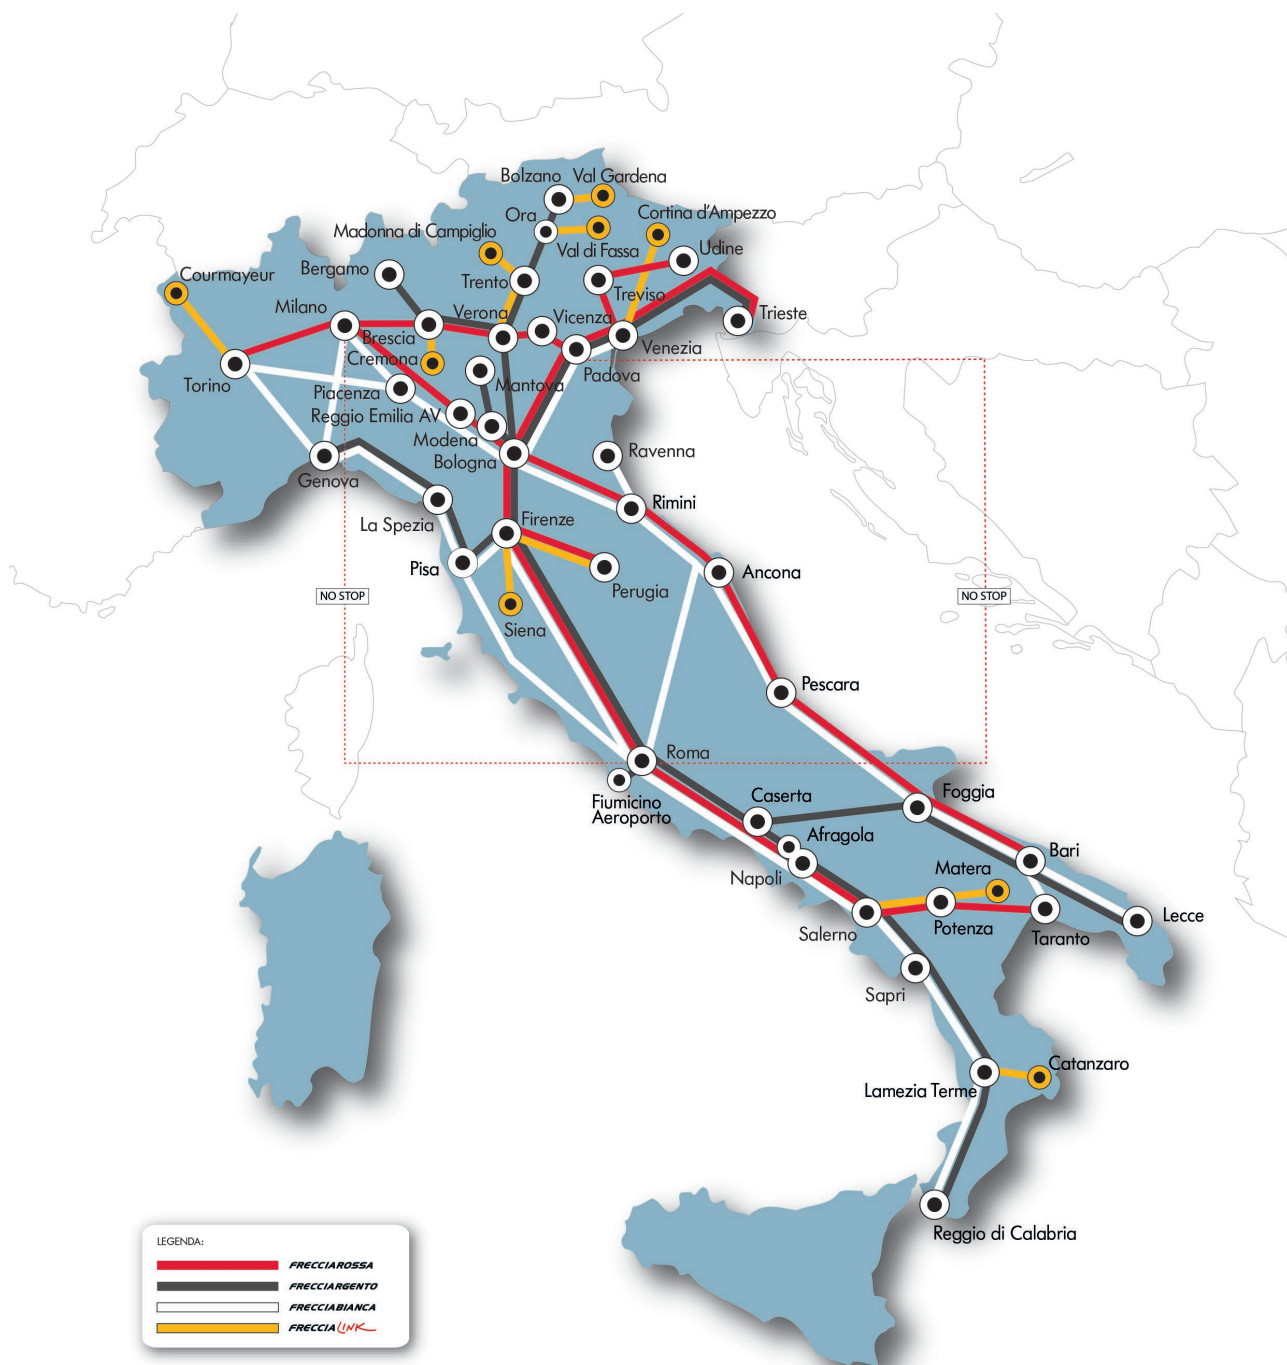 Bolzano
Val Gardena
Ora
Cortina d'Ampezzo
Madonna di Campiglio
Val di Fassa
Udine
Courmayeur
Bergamo
Trento
Treviso
Milano
Verona
Vicenza
Trieste
Brescia
Venezia
Cremona
Padova
Torino
Mantova
Piacenza
Reggio Emilia AV
Modena
Bologna
Ravenna
Genova
Rimini
La Spezia
Firenze
Pisa
Ancona
Perugia
NO STOP
NO STOP
Siena
Pescara
Roma
Fiumicino
Aeroporto
Caserta
Foggia
Afragola
Bari
Napoli
Matera
Salerno
Potenza
Taranto
Lecce
Sapri
Catanzaro
Lamezia Terme
Reggio di Calabria
LEGENDA:
FRECCIAROSSA
FRECCIARGENTO
FRECCIABIANCA
FRECCIALINK